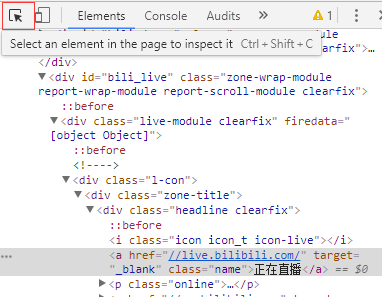 Elements Console Audits » 1
Select an element in the page to inspect it Ctrl + Shift + C
</div>
▼<div id="bili_live" class="zone-wrap-module
report-wrap-module report-scroll-module clearfix">
::before
▼<div class="live-module clearfix" firedata="
[object Object]">
::before
<!---->
▼<div class="l-con">
▼<div class="zone-title">
▼<div class="headline clearfix">
::before
<i class="icon icon_t icon-live"></i>
<a href="//live.bilibili.com/" target=
"_blank" class="name">正在直播</a> == $0
▶<p class="online">…</p>